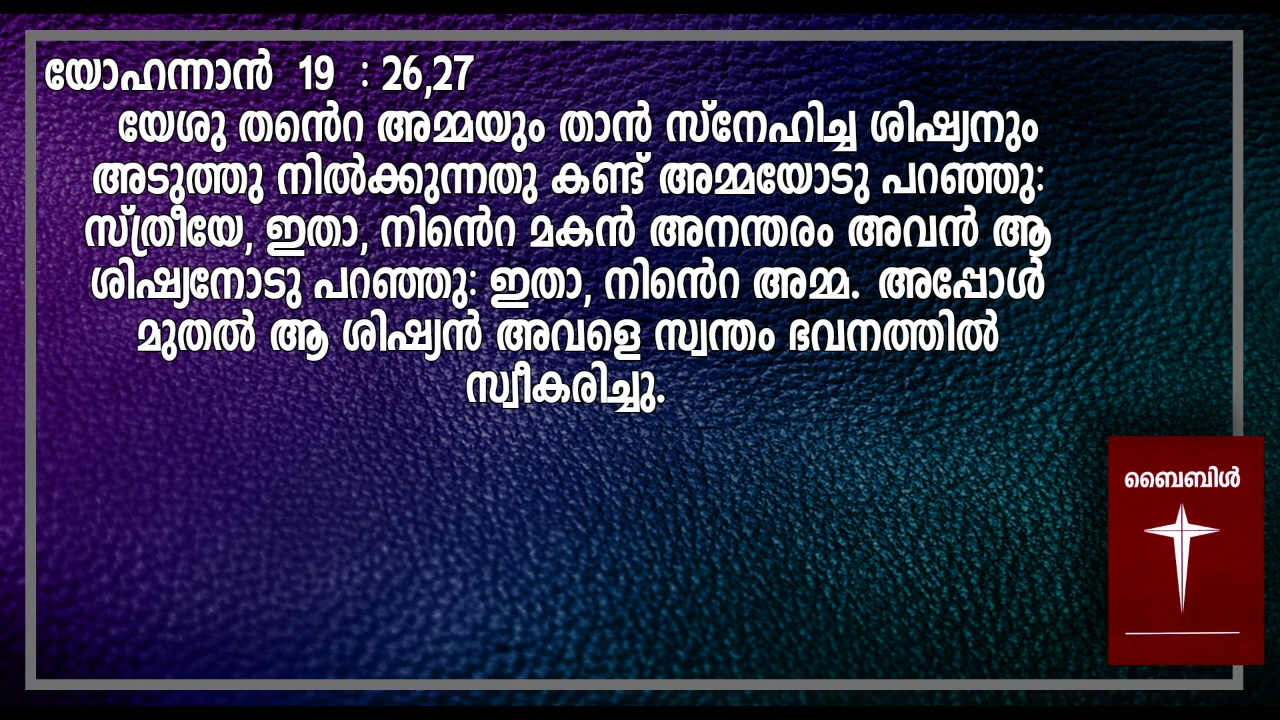 യോഹന്നാൻ 19 : 26,27
യേശു തൻെറ അമ്മയും താൻ സ്നേഹിച്ച ശിഷ്യനും
അടുത്തു നിൽക്കുന്നതു കണ്ട് അമ്മയോടു പറഞ്ഞു:
സ്ത്രീയേ, ഇതാ, നിൻെറ മകൻ അനന്തരം അവൻ ആ
ശിഷ്യനോടു പറഞ്ഞു: ഇതാ, നിൻെറ അമ്മ. അപ്പോൾ
മുതൽ ആ ശിഷ്യൻ അവളെ സ്വന്തം ഭവനത്തിൽ
സ്വീകരിച്ചു.
ബൈബിൾ